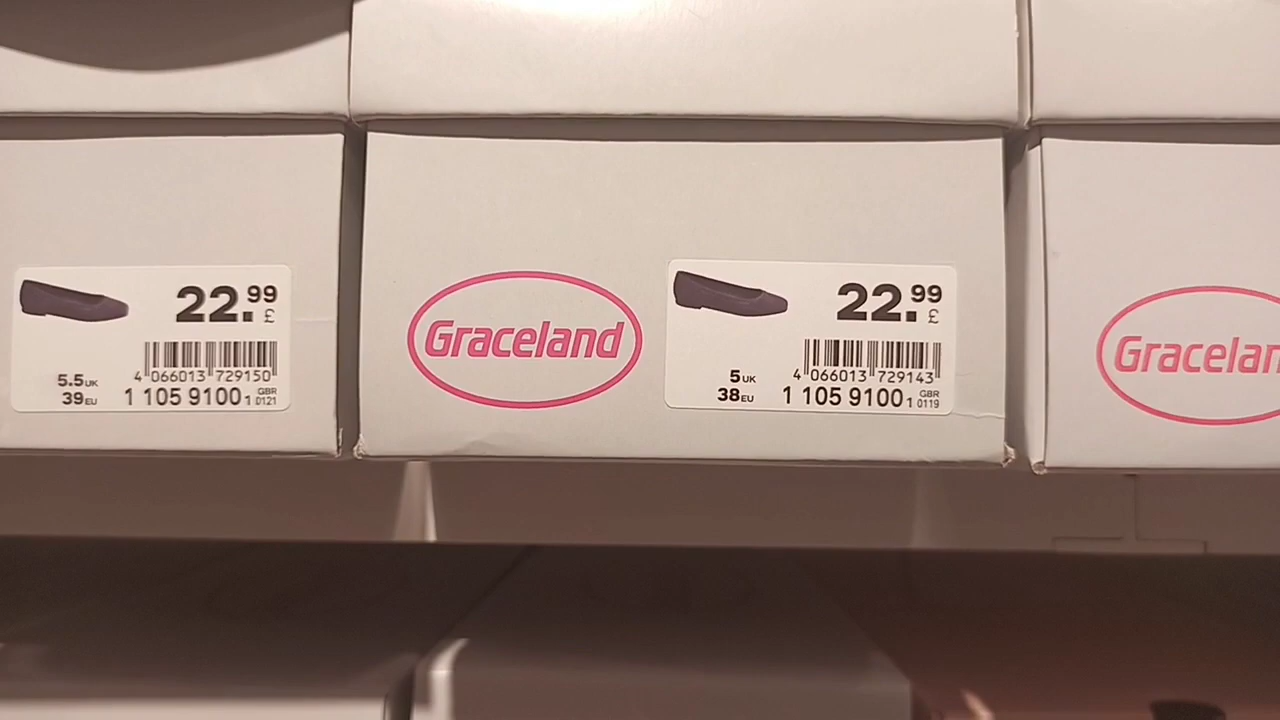 22.99
£
4 066013 729150
5.5UK
39EU
1 105 9100 1
GBR
0121
Graceland
22.99
£
4 066013 729143
5UK
38EU
1 105 9100 1
GBR
0119
Gracelan